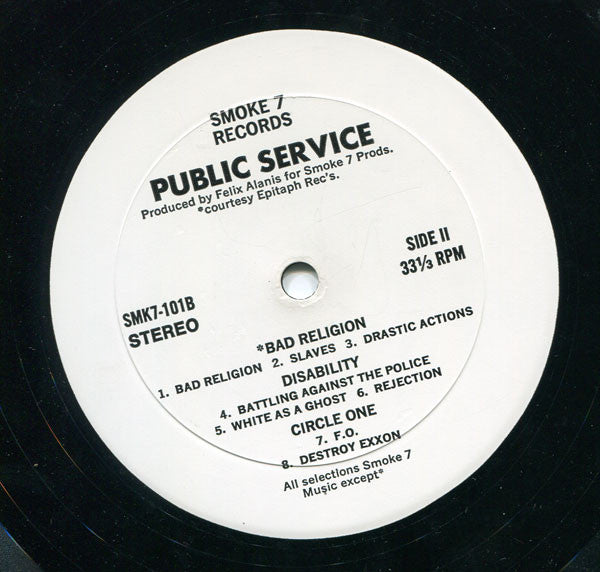 SMOKE 7
RECORDS
PUBLIC SERVICE
Produced by Felix Alanis for Smoke 7 Prods.
*courtesy Epitaph Rec's.
SIDE II
33⅓ RPM
SMK7-101B
STEREO
*BAD RELIGION
1. BAD RELIGION 2. SLAVES 3. DRASTIC ACTIONS
DISABILITY
4. BATTLING AGAINST THE POLICE
5. WHITE AS A GHOST 6. REJECTION
CIRCLE ONE
7. F.O.
8. DESTROY EXXON
All selections Smoke 7
Music except*